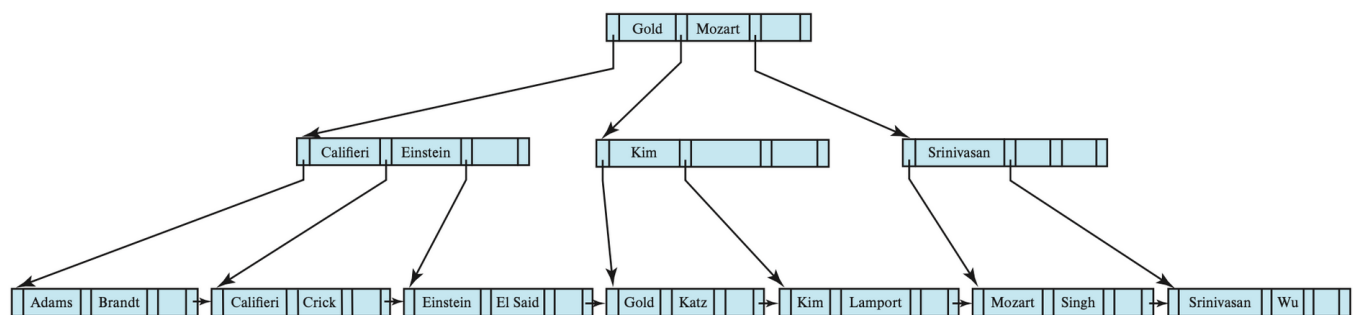 Gold Mozart
Califieri Einstein Kim Srinivasan
Adams Brandt Califieri Crick Einstein El Said Gold Katz Kim Lamport Mozart Singh Srinivasan Wu